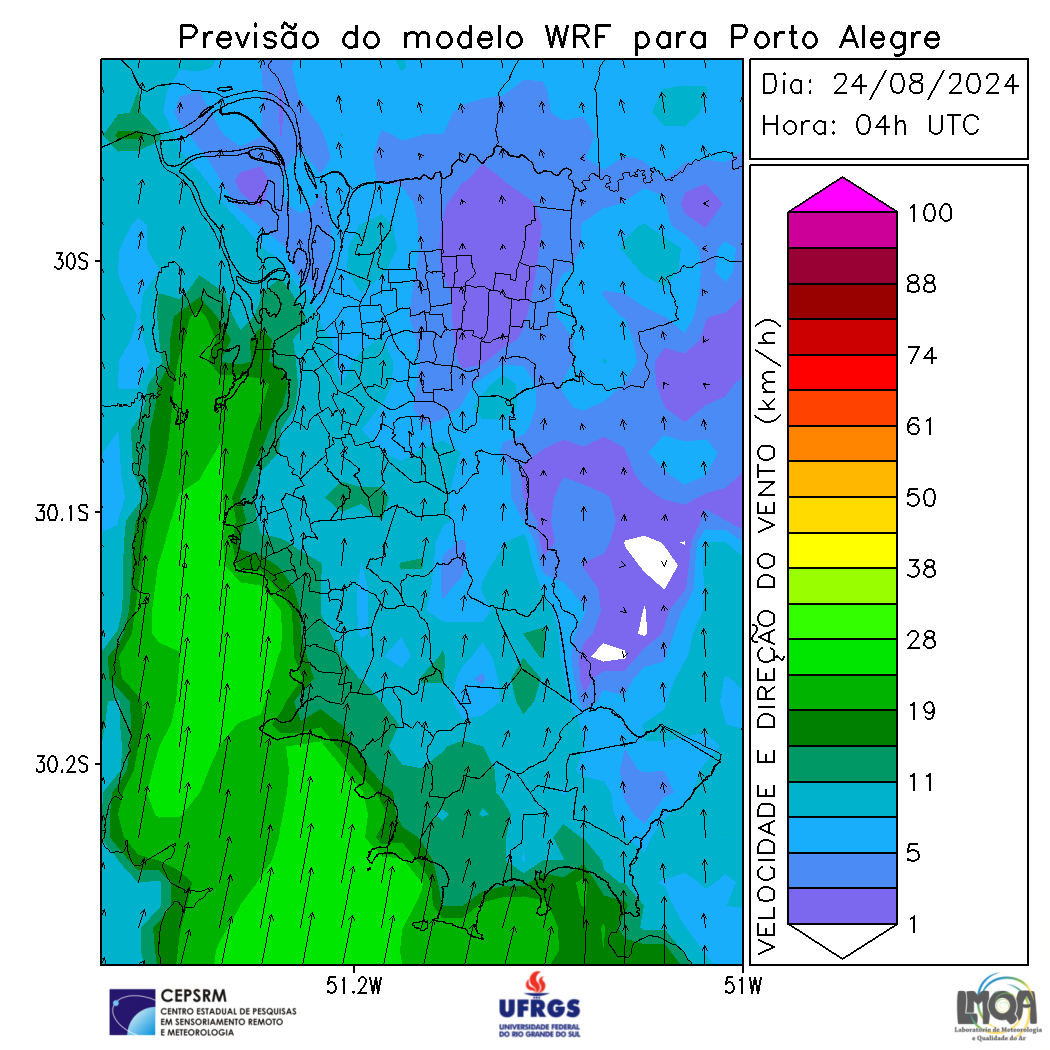 Previsão do modelo WRF para Porto Alegre
Dia: 24/08/2024
Hora: 04h UTC
100
88
74
61
50
38
28
19
11
5
1
VELOCIDADE E DIREÇÃO DO VENTO (km/h)
30S
30.1S
30.2S
51.2W
51W
CEPSRM
CENTRO ESTADUAL DE PESQUISAS
EM SENSORIAMENTO REMOTO
E METEOROLOGIA
UFRGS
UNIVERSIDADE FEDERAL
DO RIO GRANDE DO SUL
LMQA
Laboratório de Meteorologia
e Qualidade do Ar